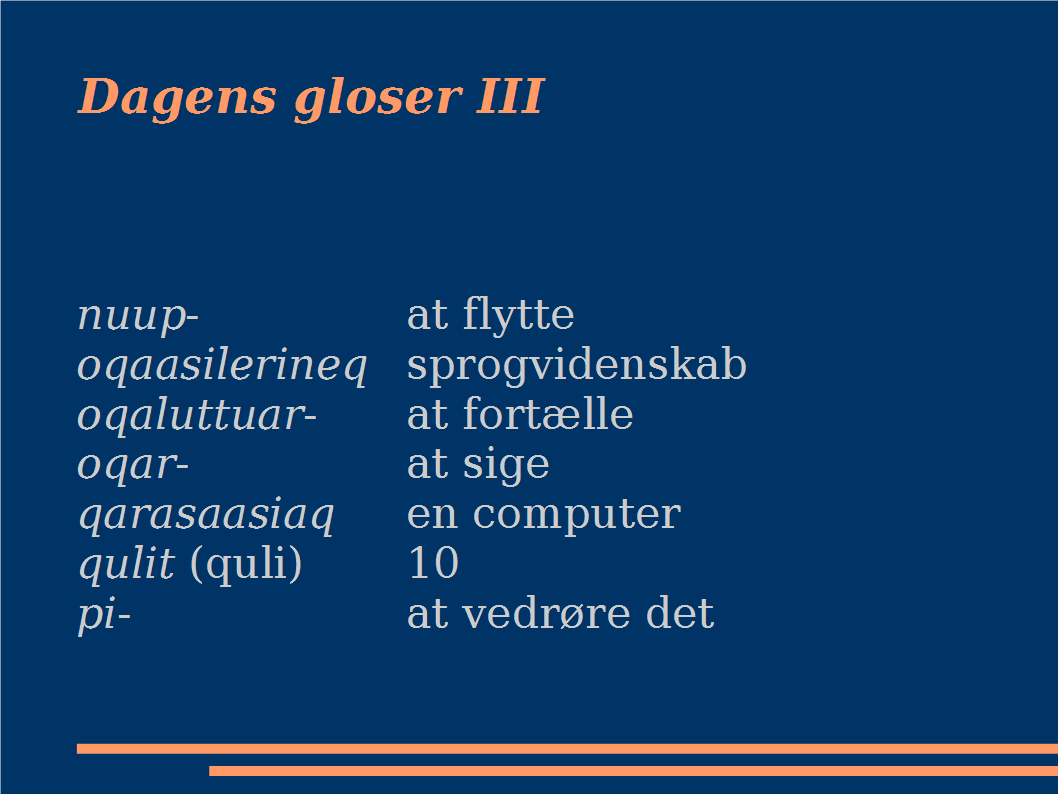 Dagens gloser III
nuup- at flytte
oqaasilerineq sprogvidenskab
oqaluttuar- at fortælle
oqar- at sige
qarasaasiaq en computer
qulit (quli) 10
pi- at vedrøre det